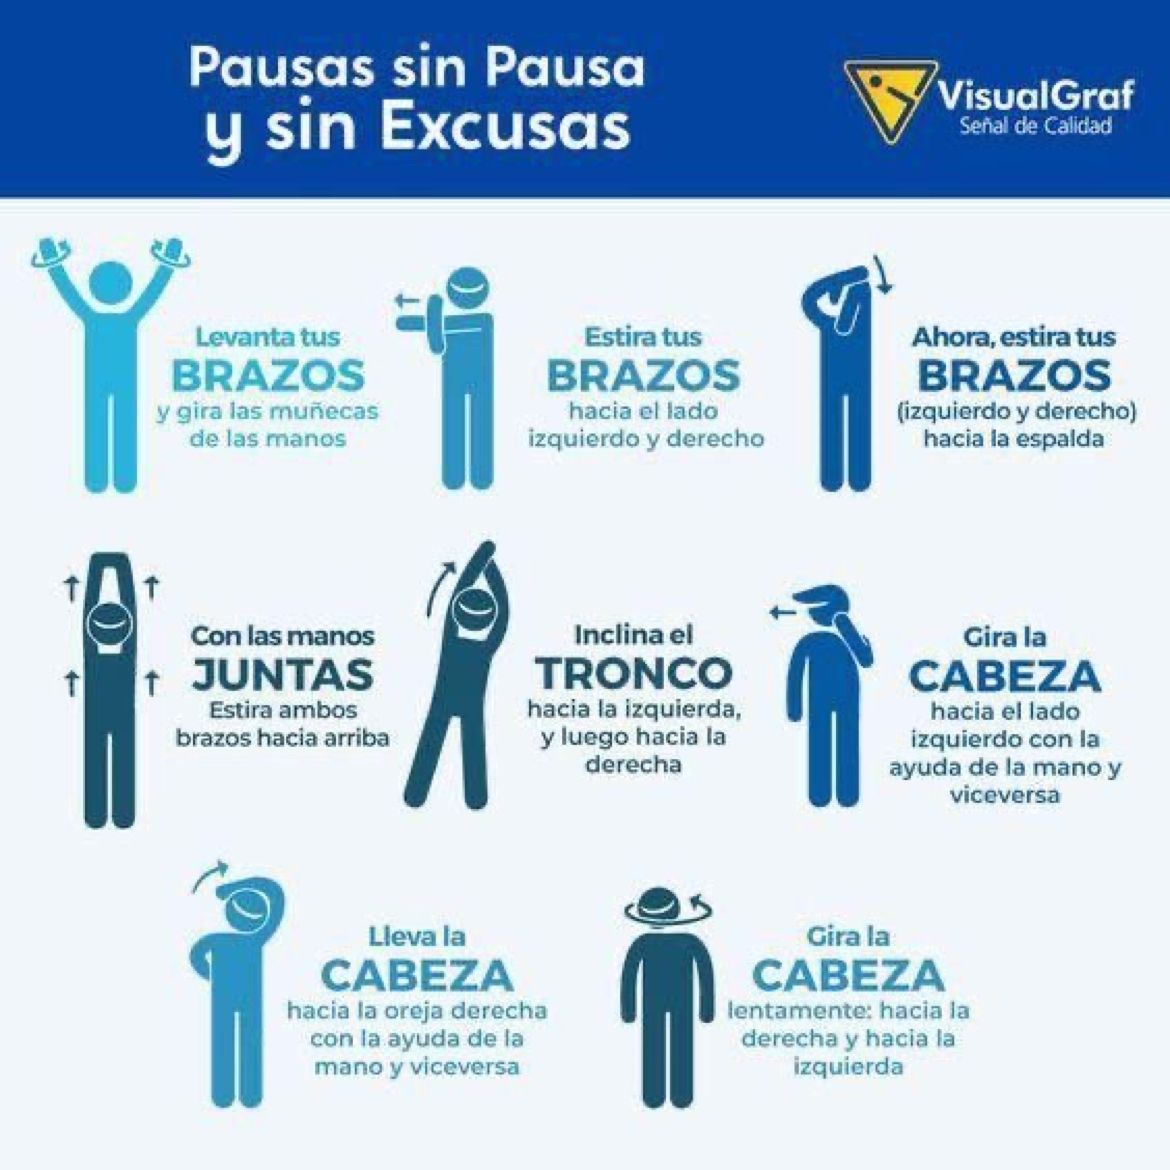 Pausas sin Pausa
y sin Excusas
VisualGraf
Señal de Calidad
Levanta tus
BRAZOS
y gira las muñecas
de las manos
Estira tus
BRAZOS
hacia el lado
izquierdo y derecho
Ahora, estira tus
BRAZOS
(izquierdo y derecho)
hacia la espalda
Con las manos
JUNTAS
Estira ambos
brazos hacia arriba
Inclina el
TRONCO
hacia la izquierda,
y luego hacia la
derecha
Gira la
CABEZA
hacia el lado
izquierdo con la
ayuda de la mano y
viceversa
Lleva la
CABEZA
hacia la oreja derecha
con la ayuda de la
mano y viceversa
Gira la
CABEZA
lentamente: hacia la
derecha y hacia la
izquierda